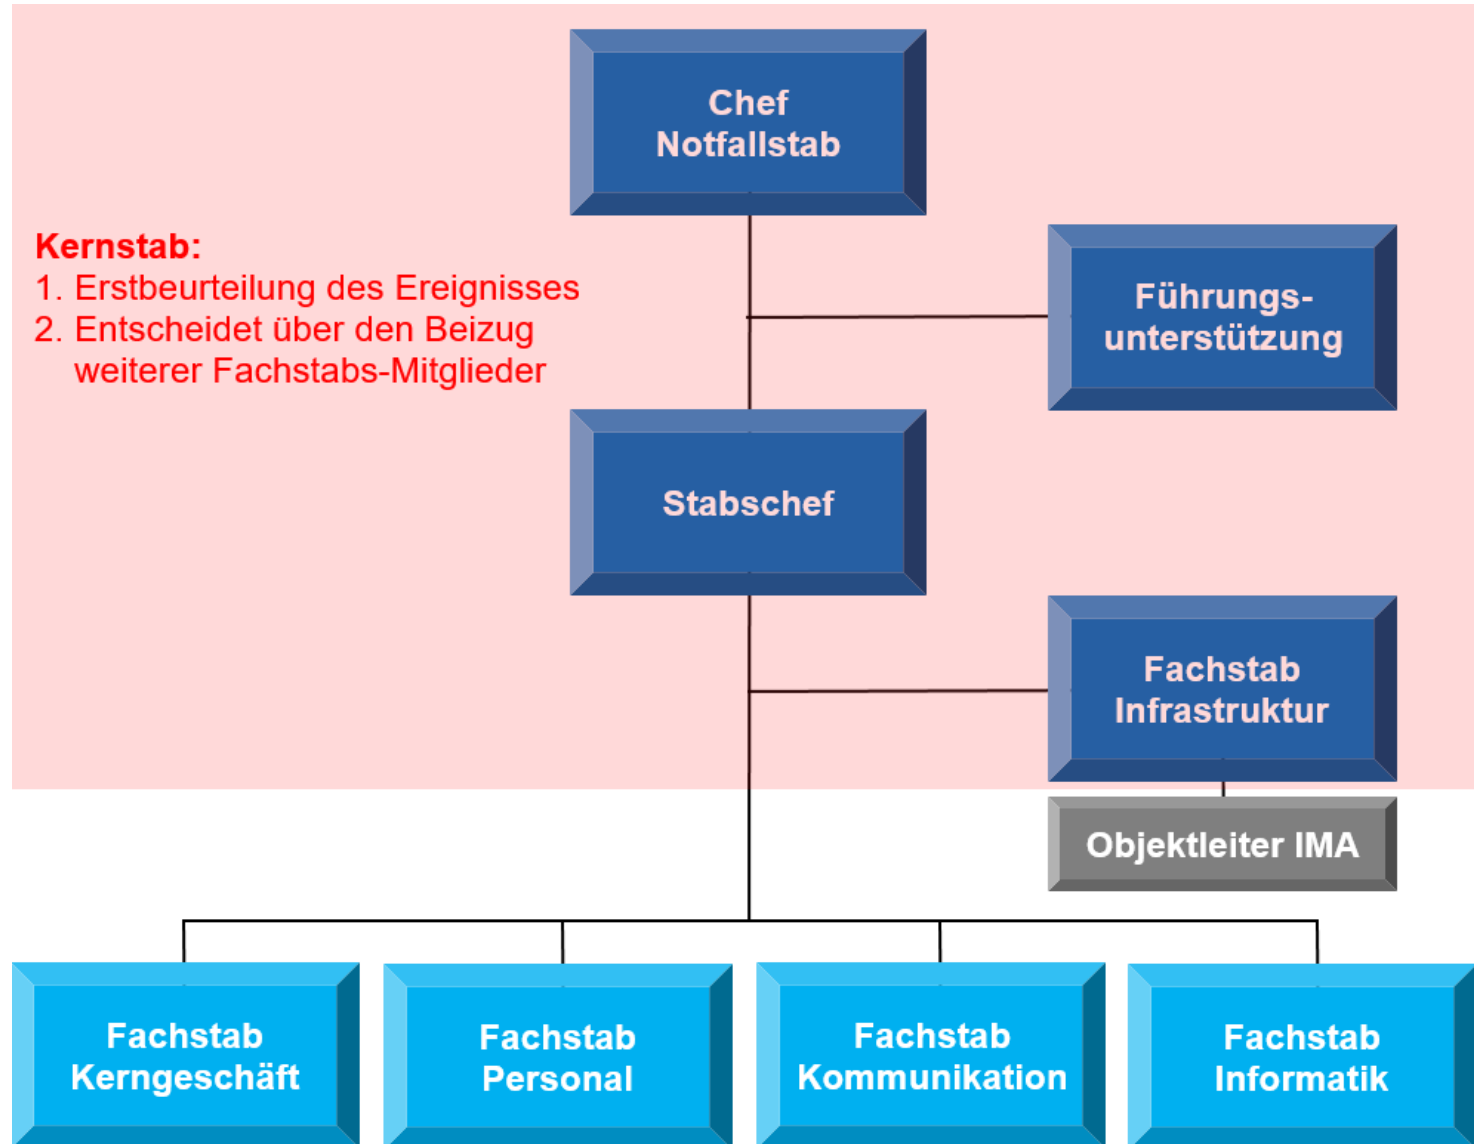 Chef
Notfallstab
Kernstab:
1. Erstbeurteilung des Ereignisses
2. Entscheidet über den Beizug
weiterer Fachstabs-Mitglieder
Führungs-
unterstützung
Stabschef
Fachstab
Infrastruktur
Objektleiter IMA
Fachstab
Kerngeschäft
Fachstab
Personal
Fachstab
Kommunikation
Fachstab
Informatik